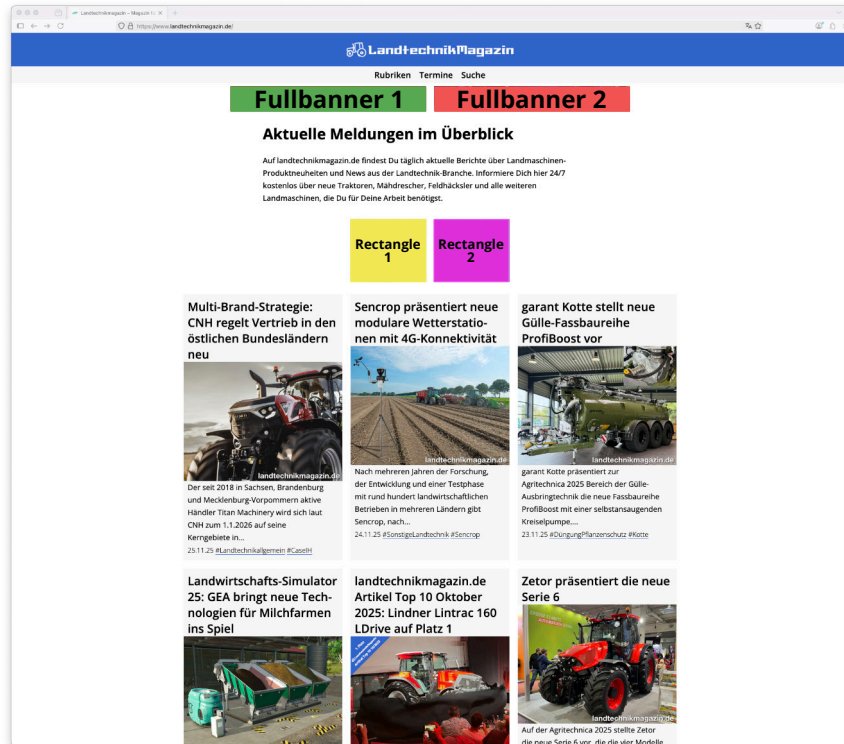 Landtechnikmagazin – Magazin fü
https://www.landtechnikmagazin.de/
LandtechnikMagazin
Rubriken Termine Suche
Fullbanner 1 Fullbanner 2
Aktuelle Meldungen im Überblick
Auf landtechnikmagazin.de findest Du täglich aktuelle Berichte über Landmaschinen-
Produktneuheiten und News aus der Landtechnik-Branche. Informiere Dich hier 24/7
kostenlos über neue Traktoren, Mähdrescher, Feldhäcksler und alle weiteren
Landmaschinen, die Du für Deine Arbeit benötigst.
Rectangle
1
Rectangle
2
Multi-Brand-Strategie:
CNH regelt Vertrieb in den
östlichen Bundesländern
neu
landtechnikmagazin.de
Der seit 2018 in Sachsen, Brandenburg
und Mecklenburg-Vorpommern aktive
Händler Titan Machinery wird sich laut
CNH zum 1.1.2026 auf seine
Kerngebiete in...
25.11.25 #Landtechnikallgemein #CaseIH
Sencrop präsentiert neue
modulare Wetterstatio-
nen mit 4G-Konnektivität
landtechnikmagazin.de
Nach mehreren Jahren der Forschung,
der Entwicklung und einer Testphase
mit rund hundert landwirtschaftlichen
Betrieben in mehreren Ländern gibt
Sencrop, nach...
24.11.25 #SonstigeLandtechnik #Sencrop
garant Kotte stellt neue
Gülle-Fassbaureihe
ProfiBoost vor
landtechnikmagazin.de
garant Kotte präsentiert zur
Agritechnica 2025 Bereich der Gülle-
Ausbringtechnik die neue Fassbaureihe
ProfiBoost mit einer selbstansaugenden
Kreiselpumpe....
23.11.25 #DüngungPflanzenschutz #Kotte
Landwirtschafts-Simulator
25: GEA bringt neue Tech-
nologien für Milchfarmen
ins Spiel
landtechnikmagazin.de
Artikel Top 10 Oktober
2025: Lindner Lintrac 160
LDrive auf Platz 1
Zetor präsentiert die neue
Serie 6
landtechnikmagazin.de
Auf der Agritechnica 2025 stellte Zetor
die neue Serie 6 vor, die die vier Modelle